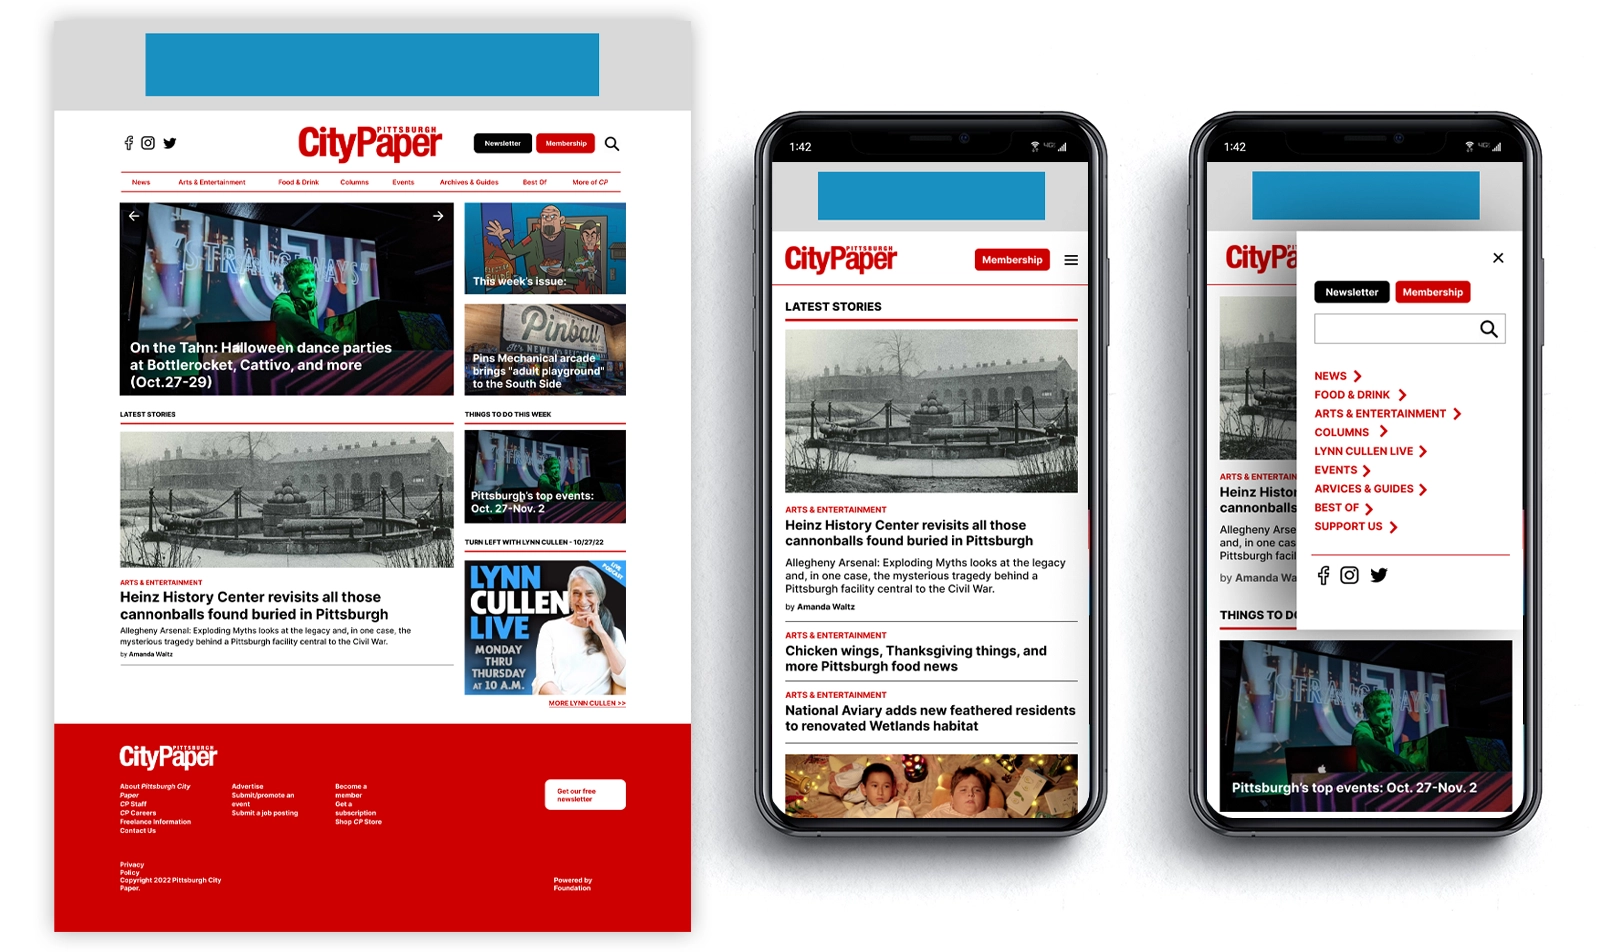 PITTSBURGH
CityPaper
Newsletter
Membership
News
Arts & Entertainment
Food & Drink
Columns
Events
Archives & Guides
Best Of
More of CP
STRANGEWAYS
On the Tahn: Halloween dance parties
at Bottlerocket, Cattivo, and more
(Oct.27-29)
This week's issue:
Pinball
Pins Mechanical arcade
brings "adult playground"
to the South Side
LATEST STORIES
ARTS & ENTERTAINMENT
Heinz History Center revisits all those
cannonballs found buried in Pittsburgh
Allegheny Arsenal: Exploding Myths looks at the legacy and, in one case, the
mysterious tragedy behind a Pittsburgh facility central to the Civil War.
by Amanda Waltz
THINGS TO DO THIS WEEK
Pittsburgh's top events:
Oct. 27-Nov. 2
TURN LEFT WITH LYNN CULLEN - 10/27/22
LIVE
PODCAST
LYNN
CULLEN
LIVE
MONDAY
THRU
THURSDAY
AT 10 A.M.
MORE LYNN CULLEN >>
PITTSBURGH
CityPaper
About Pittsburgh City
Paper
CP Staff
CP Careers
Freelance Information
Contact Us
Advertise
Submit/promote an
event
Submit a job posting
Become a
member
Get a
subscription
Shop CP Store
Get our free
newsletter
Privacy
Policy
Copyright 2022 Pittsburgh City
Paper.
Powered by
Foundation
1:42
4G
PITTSBURGH
CityPaper
Membership
LATEST STORIES
ARTS & ENTERTAINMENT
Heinz History Center revisits all those
cannonballs found buried in Pittsburgh
Allegheny Arsenal: Exploding Myths looks at the legacy
and, in one case, the mysterious tragedy behind a
Pittsburgh facility central to the Civil War.
by Amanda Waltz
ARTS & ENTERTAINMENT
Chicken wings, Thanksgiving things, and
more Pittsburgh food news
ARTS & ENTERTAINMENT
National Aviary adds new feathered residents
to renovated Wetlands habitat
1:42
4G
PITTS
CityPa
Newsletter
Membership
NEWS
FOOD & DRINK
ARTS & ENTERTAINMENT
COLUMNS
LYNN CULLEN LIVE
EVENTS
ARVICES & GUIDES
BEST OF
SUPPORT US
ARTS & ENTERTAIN
Heinz Histor
cannonballs
Allegheny Arse
and, in one cas
Pittsburgh facil
by Amanda Wa
THINGS TO DO
Pittsburgh's top events: Oct. 27-Nov. 2